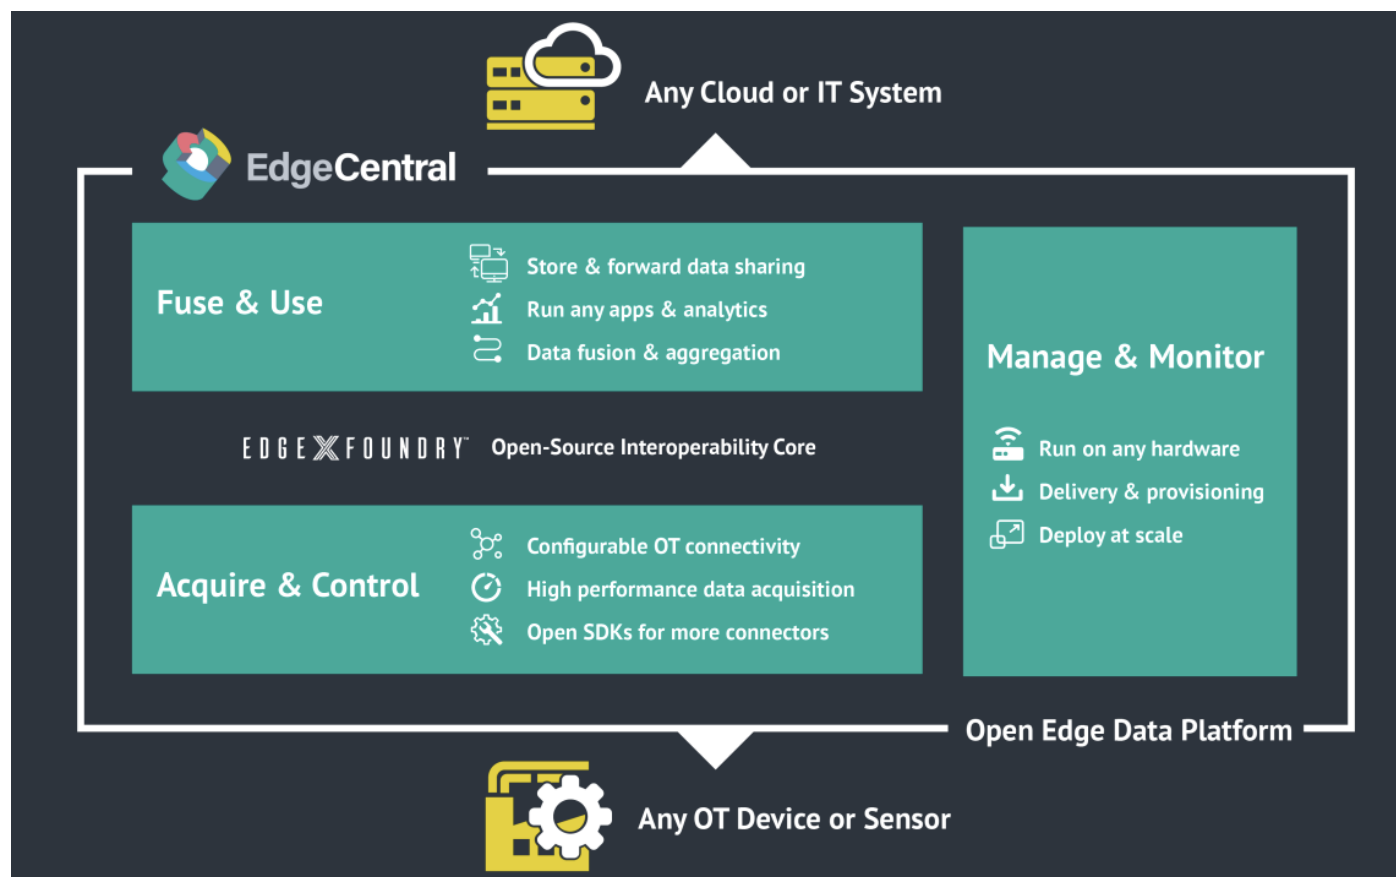 Any Cloud or IT System
EdgeCentral
Fuse & Use
Store & forward data sharing
Run any apps & analytics
Data fusion & aggregation
EDGE X FOUNDRY™ Open-Source Interoperability Core
Acquire & Control
Configurable OT connectivity
High performance data acquisition
Open SDKs for more connectors
Manage & Monitor
Run on any hardware
Delivery & provisioning
Deploy at scale
Open Edge Data Platform
Any OT Device or Sensor